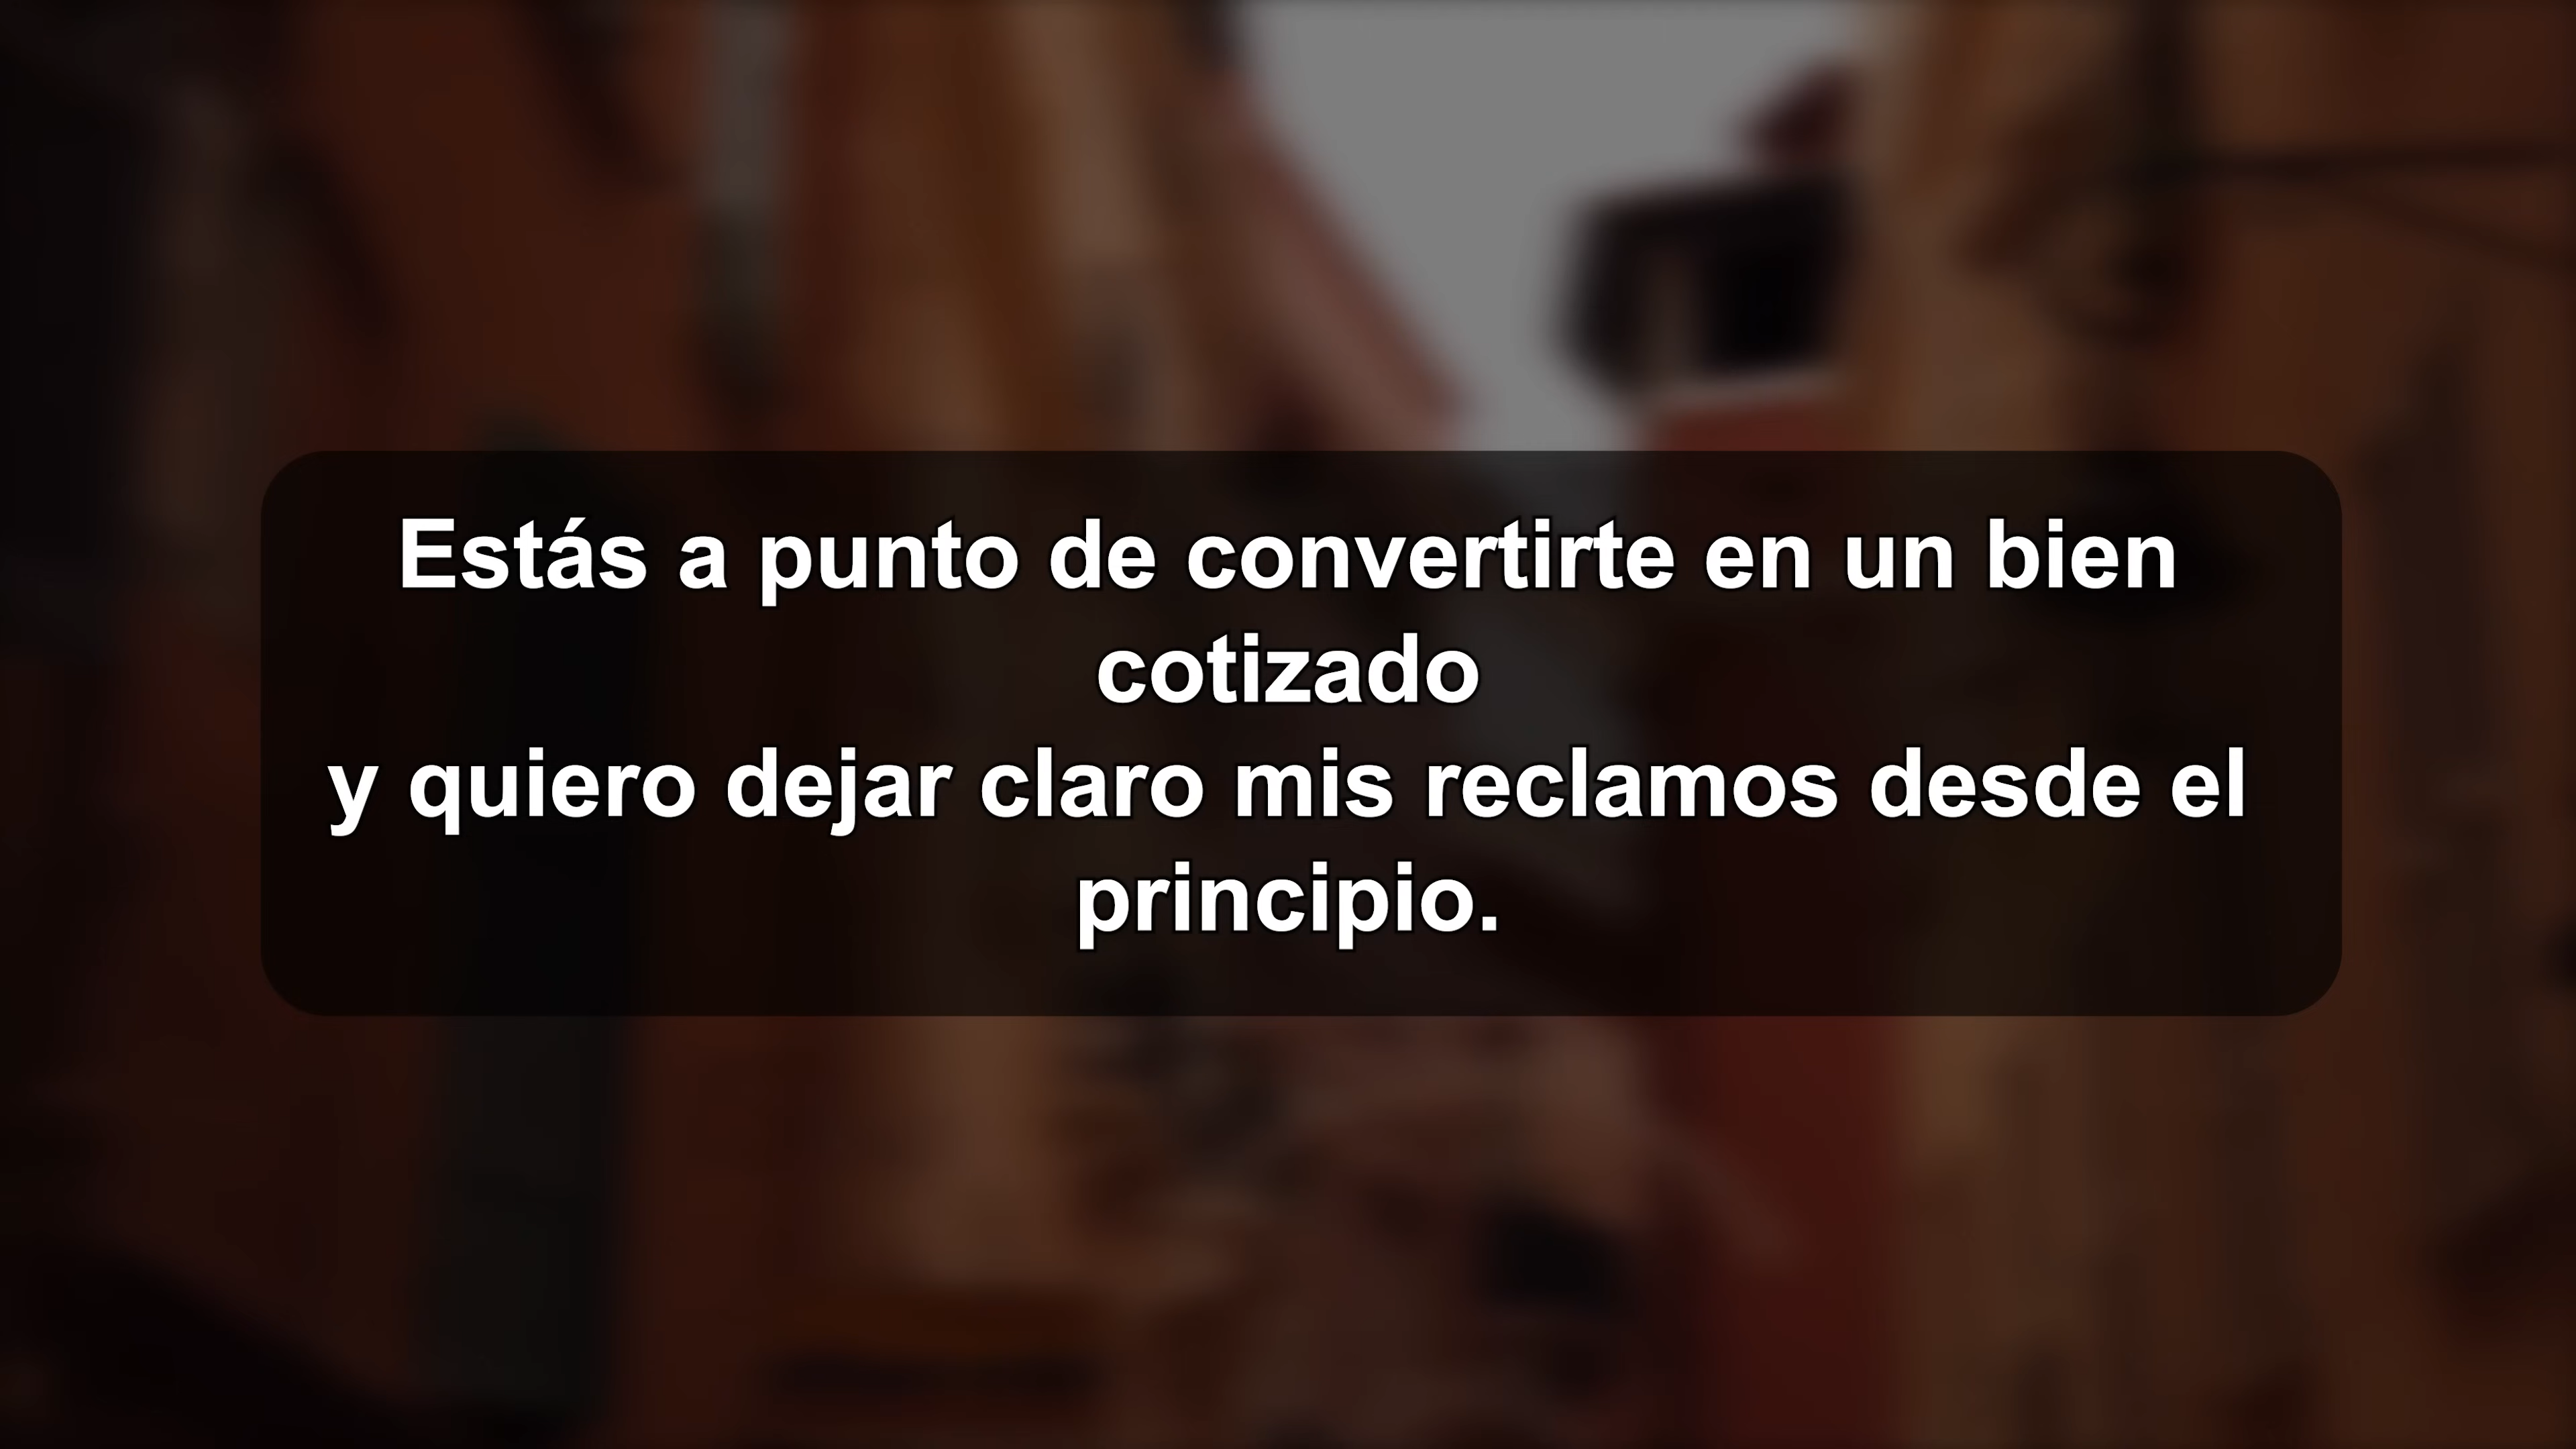 Estás a punto de convertirte en un bien
cotizado
y quiero dejar claro mis reclamos desde el
principio.